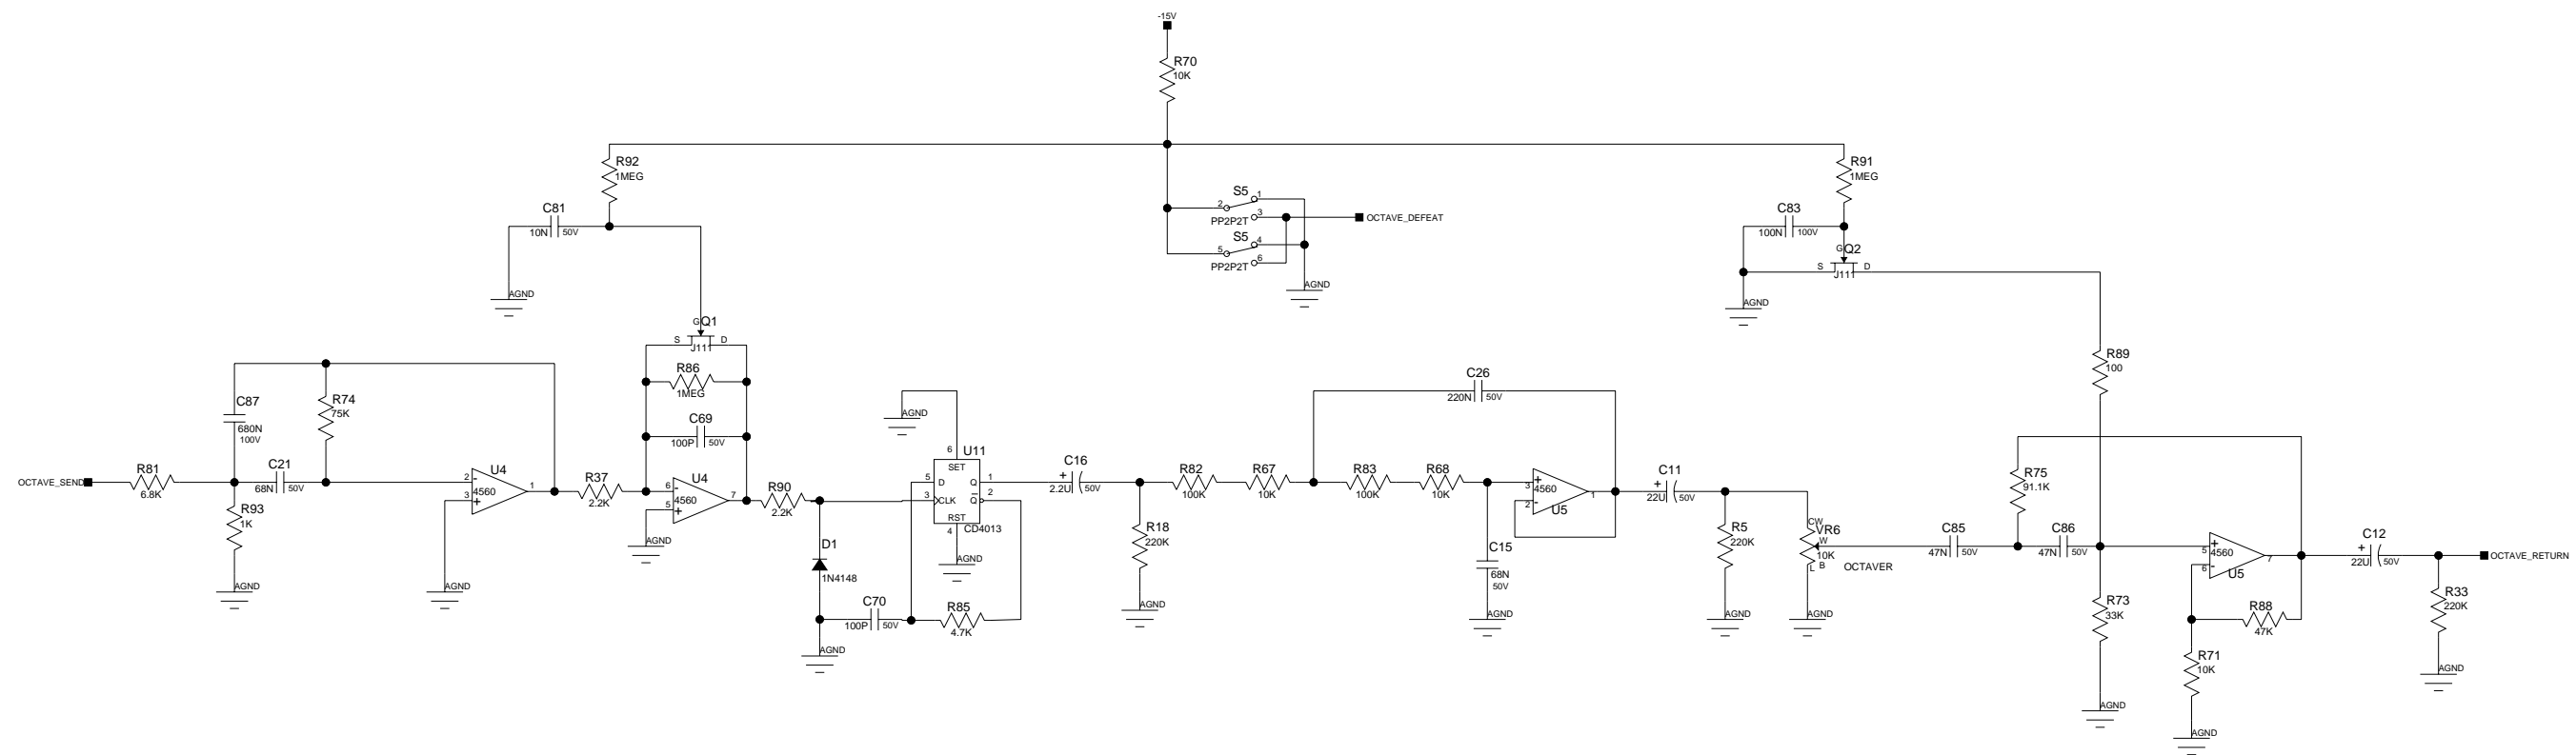 -15V
R70
10K
R92
1MEG
R91
1MEG
C81
10N 50V
S5
1
2
3
PP2P2T
OCTAVE_DEFEAT
S5
4
5
6
PP2P2T
C83
100N 100V
G Q2
S D
J111
AGND
AGND
AGND
G Q1
S D
J111
R86
1MEG
C69
100P 50V
R89
100
C87
680N
100V
R74
75K
C26
220N 50V
AGND
OCTAVE_SEND
R81
6.8K
C21
68N 50V
U4
2 -
4560
3 +
1
R93
1K
R37
2.2K
U4
6 -
4560
5 +
7
R90
2.2K
6
U11
SET
5 D Q 1
3 CLK Q 2
RST
4
CD4013
C16
+
2.2U 50V
R82
100K
R67
10K
R83
100K
R68
10K
3 +
4560
2 -
1
U5
C11
+
22U 50V
R75
91.1K
R18
220K
C15
68N
50V
R5
220K
CW
VR6
W
10K
L B
OCTAVER
C85
47N 50V
C86
47N 50V
5 +
4560
6 -
7
U5
C12
+
22U 50V
OCTAVE_RETURN
D1
1N4148
C70
100P 50V
R85
4.7K
R73
33K
R88
47K
R33
220K
R71
10K
AGND
AGND
AGND
AGND
AGND
AGND
AGND
AGND
AGND
AGND
AGND
AGND